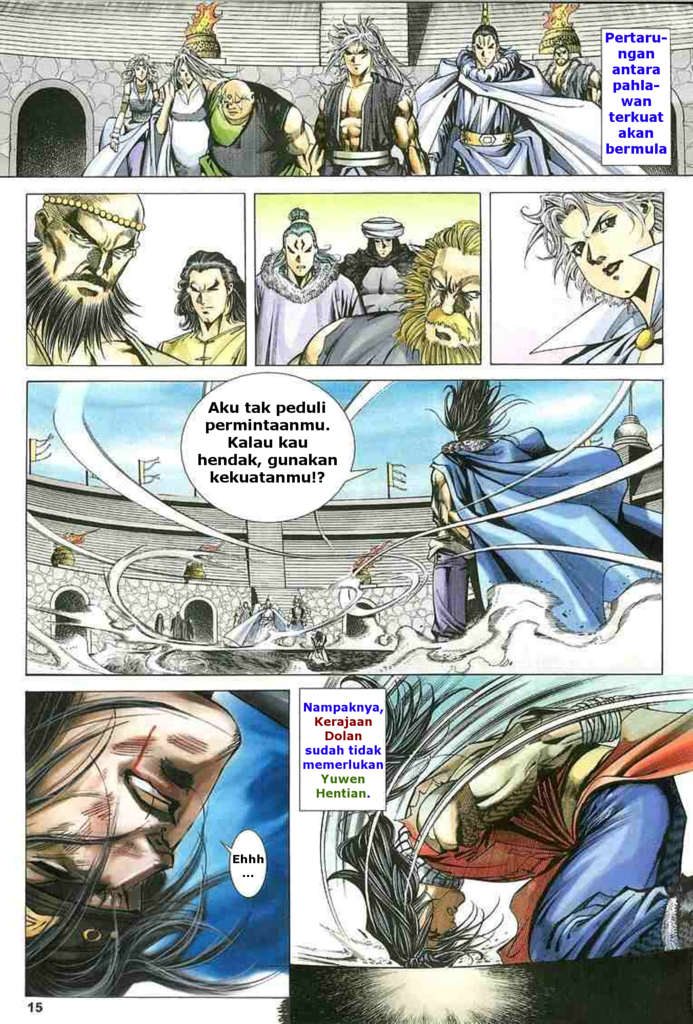 Pertaru-
ngan
antara
pahla-
wan
terkuat
akan
bermula
Aku tak peduli
permintaanmu.
Kalau kau
hendak, gunakan
kekuatanmu!?
Ehhh
...
Nampaknya,
Kerajaan
Dolan
sudah tidak
memerlukan
Yuwen
Hentian.
15